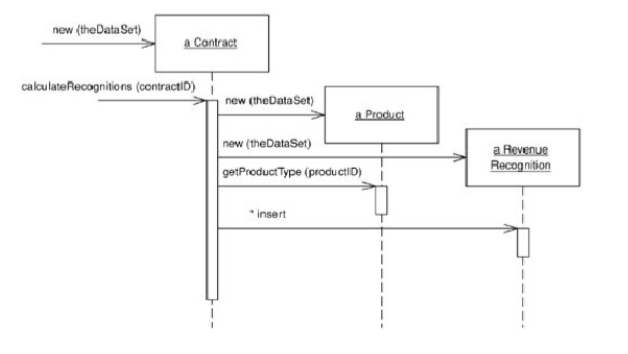 new (theDataSet)
a Contract
calculateRecognitions (contractID)
new (theDataSet)
a Product
new (theDataSet)
a Revenue
Recognition
getProductType (productID)
* insert